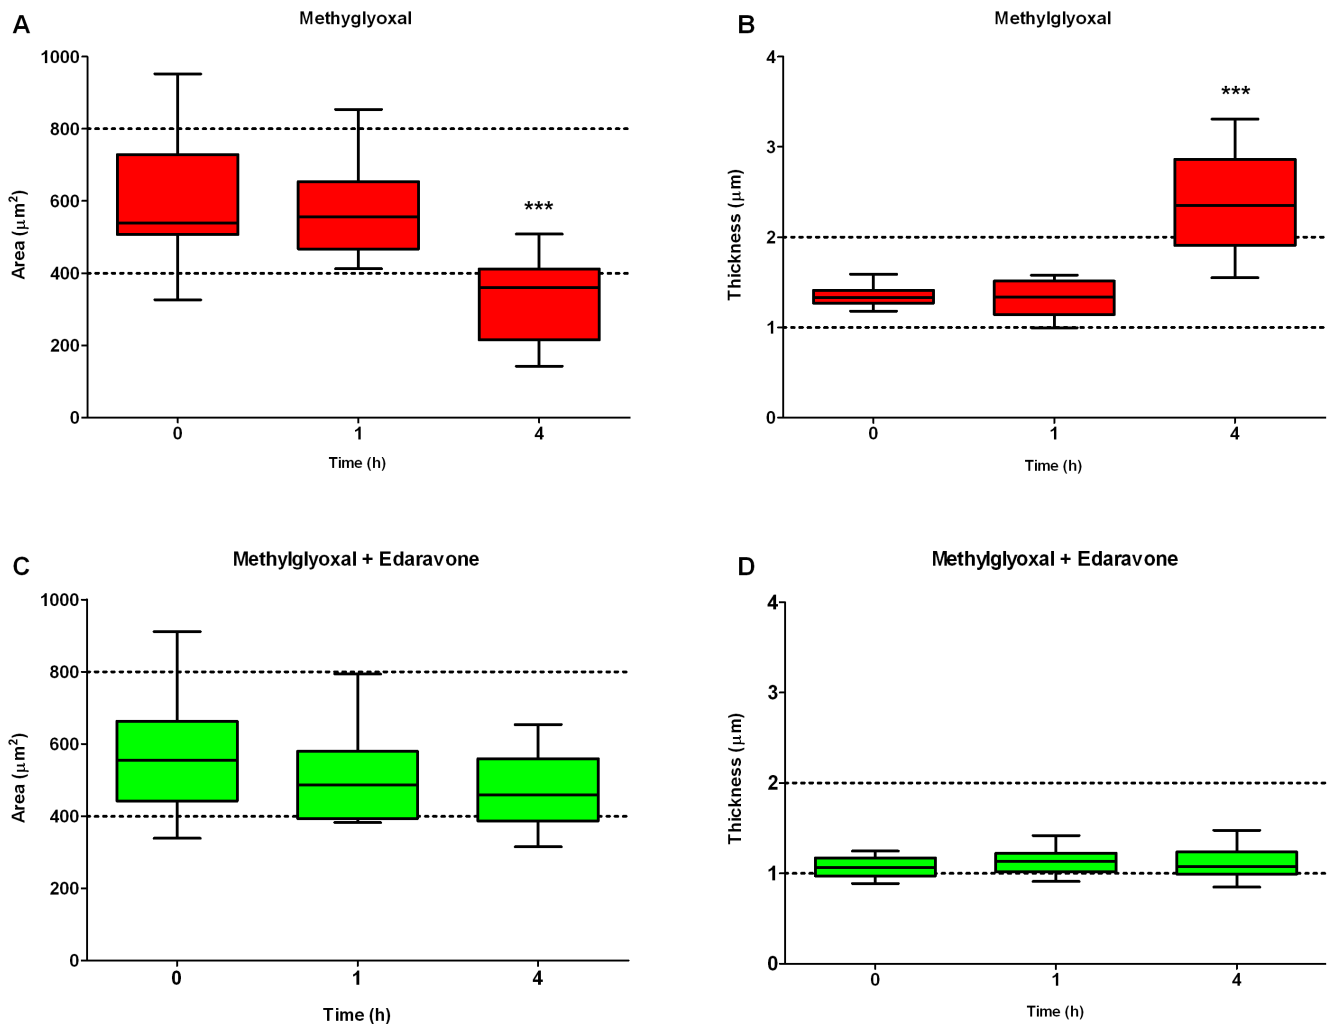 A
Methyglyoxal
1000
800
600
400
200
0
Area (μm²)
***
0 1 4
Time (h)
B
Methylglyoxal
4
3
2
1
0
Thickness (μm)
***
0 1 4
Time (h)
C
Methylglyoxal + Edaravone
1000
800
600
400
200
0
Area (μm²)
0 1 4
Time (h)
D
Methylglyoxal + Edaravone
4
3
2
1
0
Thickness (μm)
0 1 4
Time (h)